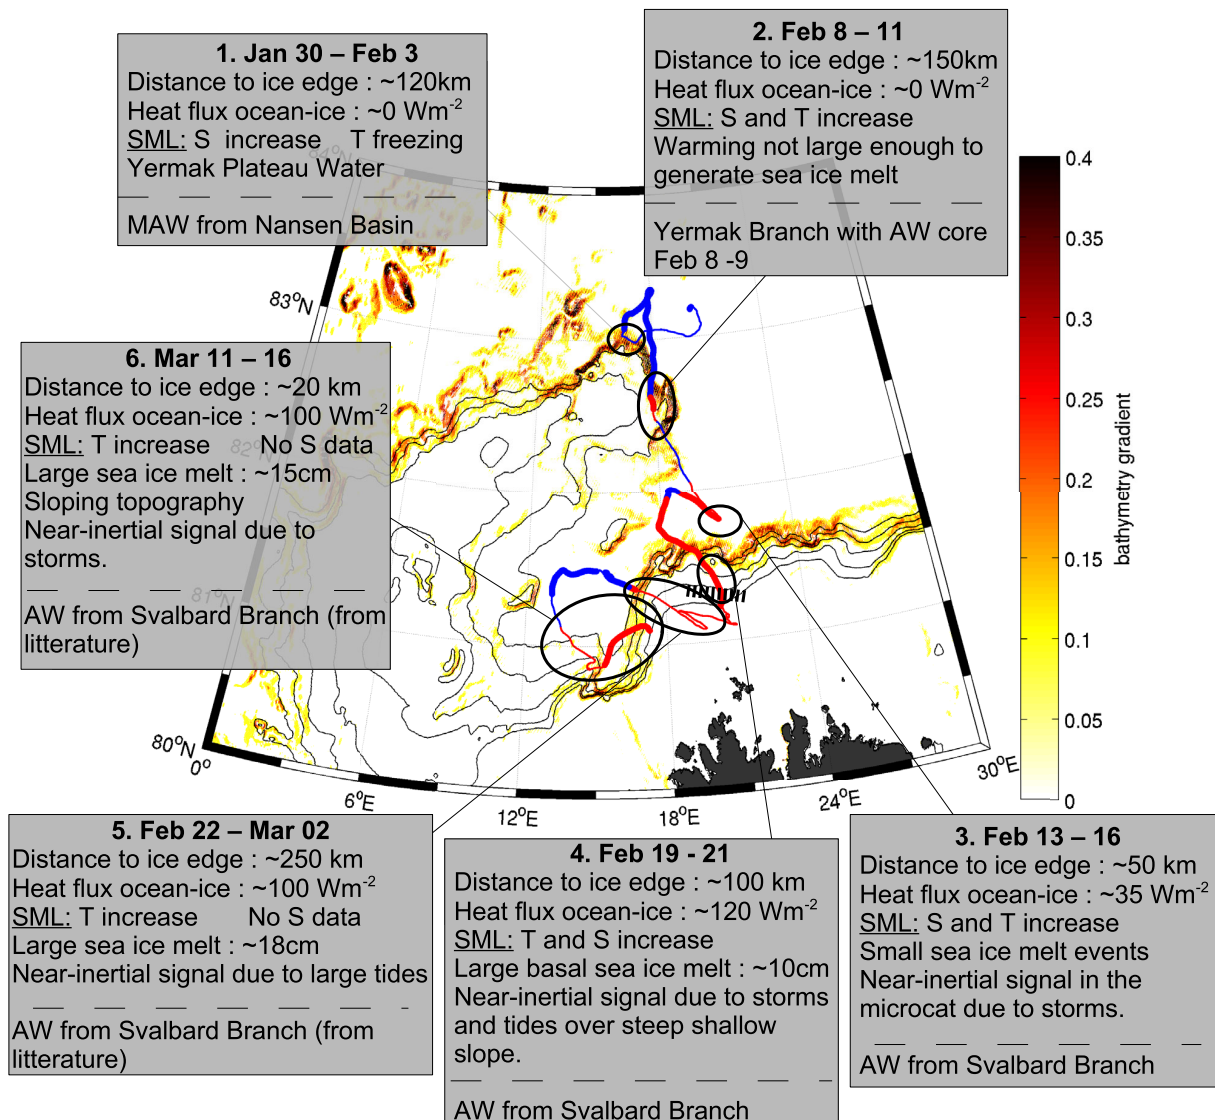 1. Jan 30 – Feb 3
Distance to ice edge : ~120km
Heat flux ocean-ice : ~0 Wm-2
SML: S increase T freezing
Yermak Plateau Water
MAW from Nansen Basin
2. Feb 8 – 11
Distance to ice edge : ~150km
Heat flux ocean-ice : ~0 Wm-2
SML: S and T increase
Warming not large enough to
generate sea ice melt
Yermak Branch with AW core
Feb 8 -9
6. Mar 11 – 16
Distance to ice edge : ~20 km
Heat flux ocean-ice : ~100 Wm-2
SML: T increase No S data
Large sea ice melt : ~15cm
Sloping topography
Near-inertial signal due to
storms.
AW from Svalbard Branch (from
litterature)
84°N
83°N
82°N
81°N
80°N
0°
6°E
12°E
18°E
24°E
30°E
0.4
0.35
0.3
0.25
0.2
0.15
0.1
0.05
0
bathymetry gradient
5. Feb 22 – Mar 02
Distance to ice edge : ~250 km
Heat flux ocean-ice : ~100 Wm-2
SML: T increase No S data
Large sea ice melt : ~18cm
Near-inertial signal due to large tides
AW from Svalbard Branch (from
litterature)
4. Feb 19 - 21
Distance to ice edge : ~100 km
Heat flux ocean-ice : ~120 Wm-2
SML: T and S increase
Large basal sea ice melt : ~10cm
Near-inertial signal due to storms
and tides over steep shallow
slope.
AW from Svalbard Branch
3. Feb 13 – 16
Distance to ice edge : ~50 km
Heat flux ocean-ice : ~35 Wm-2
SML: S and T increase
Small sea ice melt events
Near-inertial signal in the
microcat due to storms.
AW from Svalbard Branch